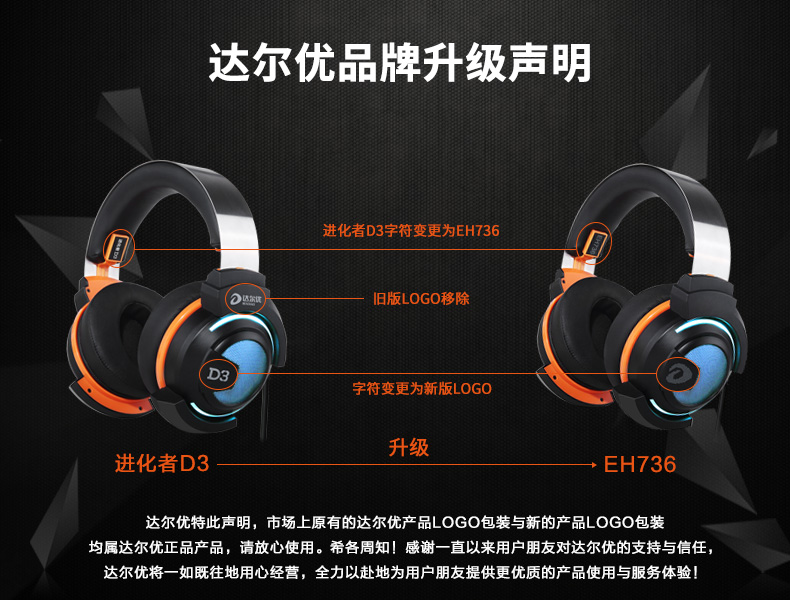 达尔优品牌升级声明
进化者D3字符变更为EH736
进化者 D3
EH736
达尔优
旧版LOGO移除
D3
字符变更为新版LOGO
升级
进化者D3
EH736
达尔优特此声明，市场上原有的达尔优产品LOGO包装与新的产品LOGO包装
均属达尔优正品产品，请放心使用。希各周知！感谢一直以来用户朋友对达尔优的支持与信任，
达尔优将一如既往地用心经营，全力以赴地为用户朋友提供更优质的产品使用与服务体验！